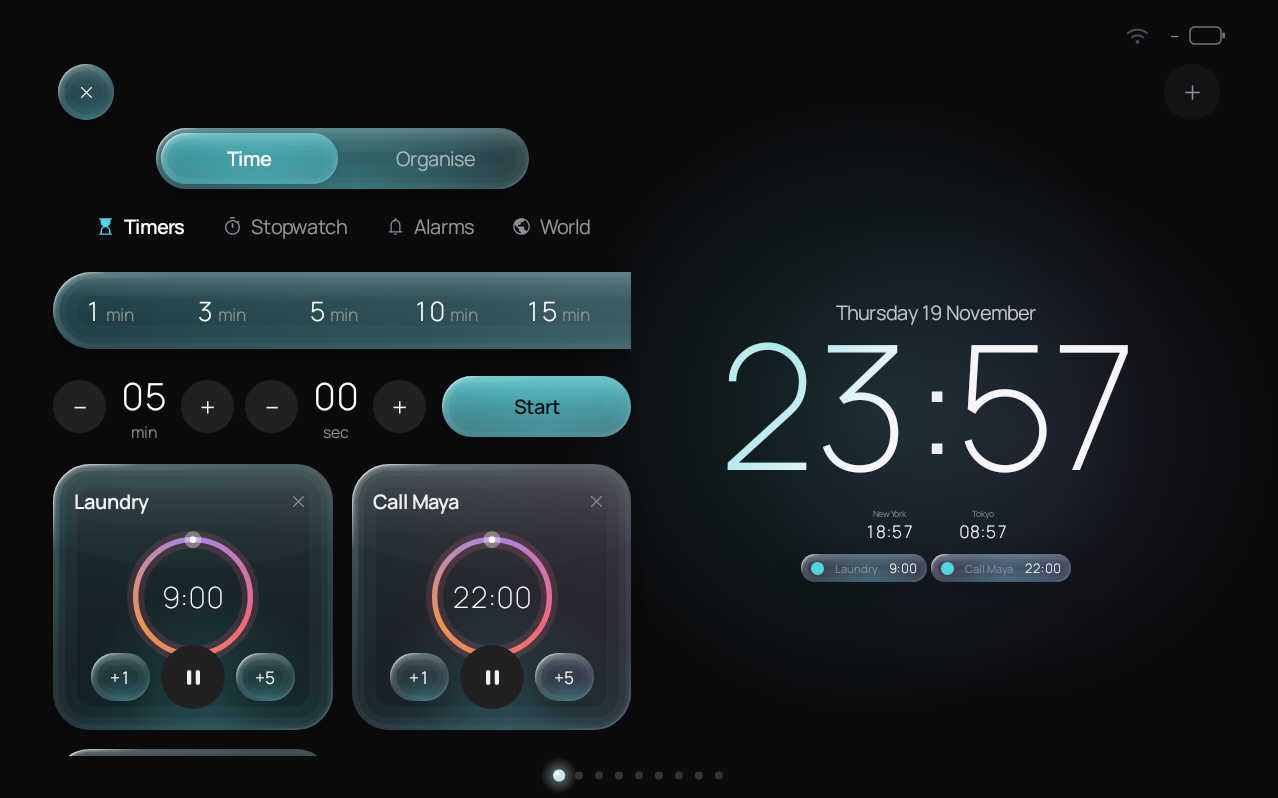 Time Organise
Timers Stopwatch Alarms World
1 min 3 min 5 min 10 min 15 min
− 05 + − 00 + Start
min sec
Laundry
9:00
+1 +5
Call Maya
22:00
+1 +5
Thursday 19 November
23:57
New York Tokyo
18:57 08:57
Laundry 9:00 Call Maya 22:00